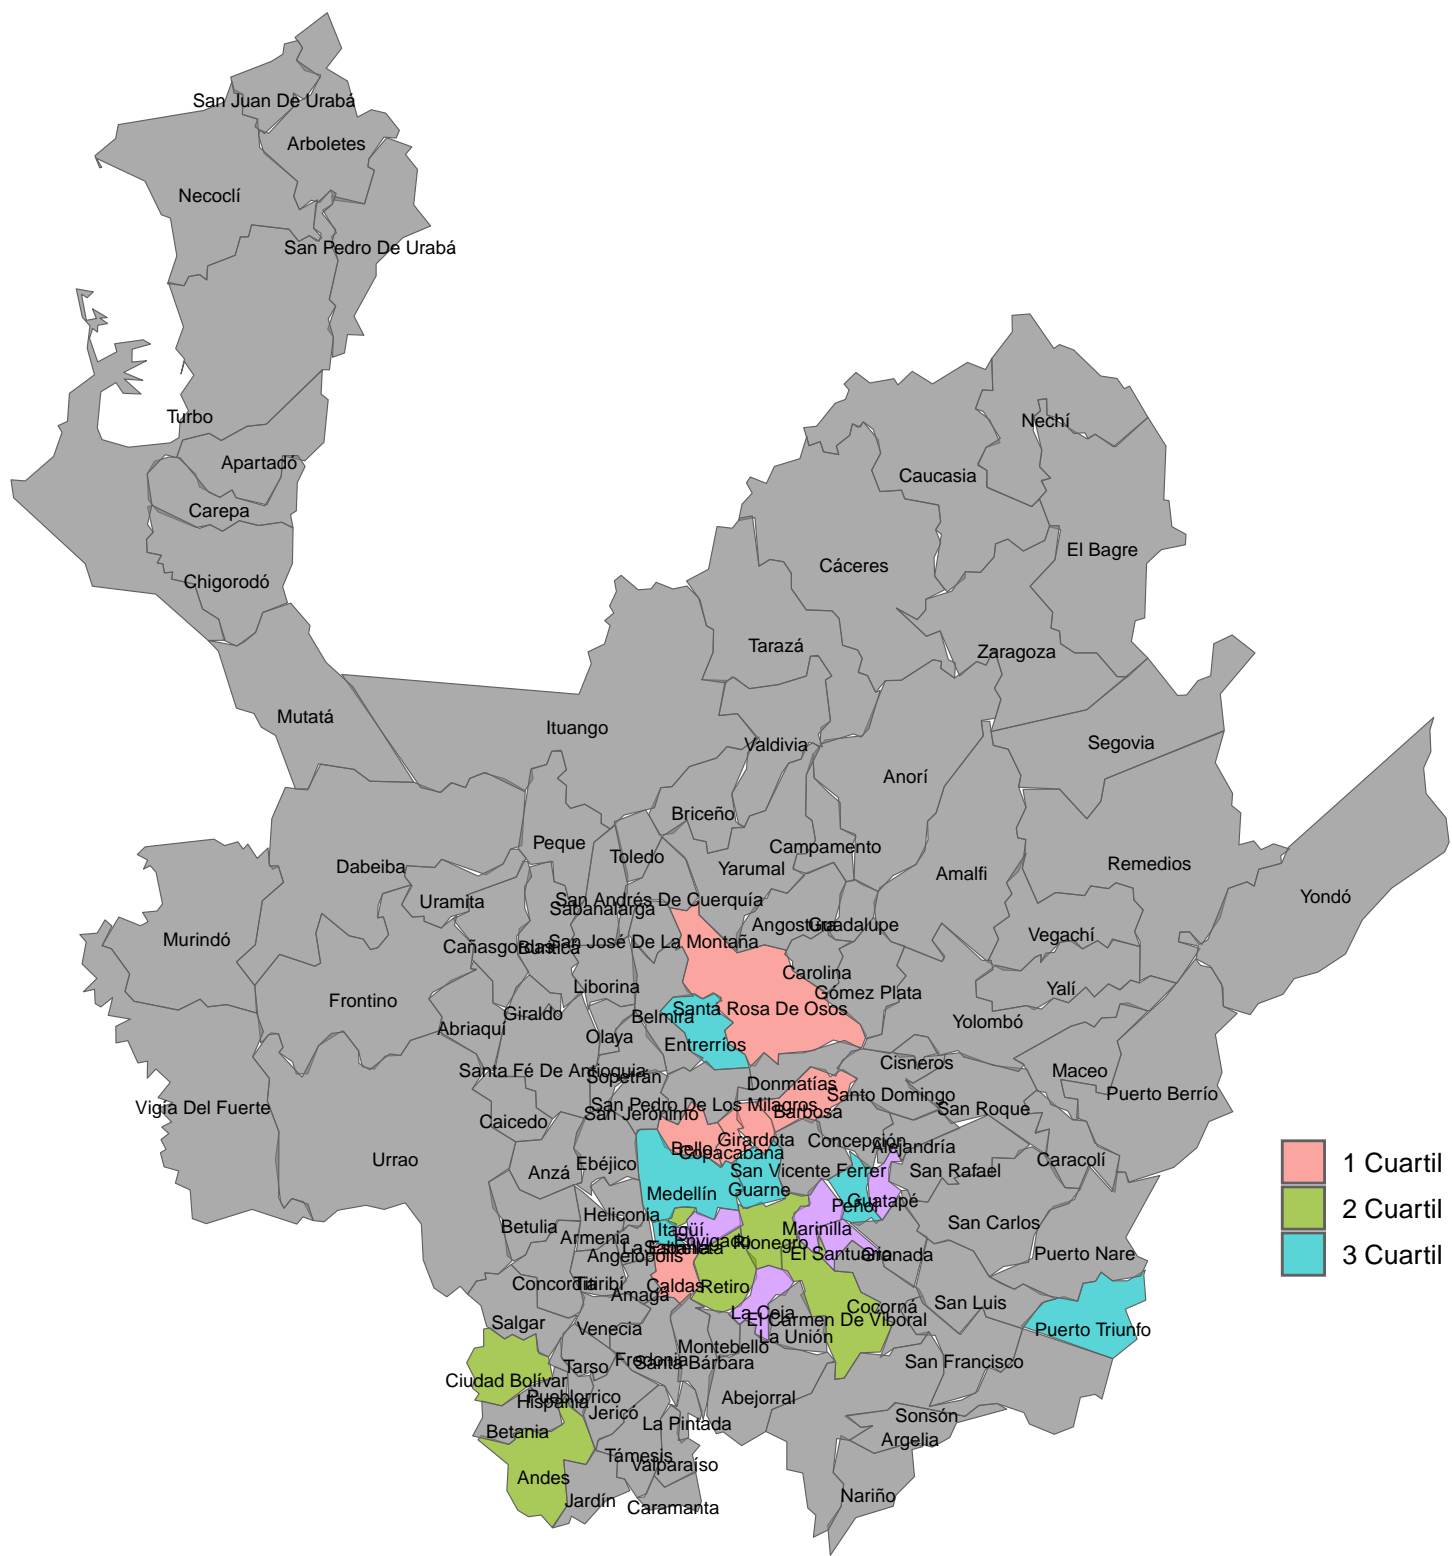 San Juan De Urabá
Arboletes
Necoclí
San Pedro De Urabá
Turbo
Nechí
Apartadó
Caucasia
Carepa
El Bagre
Cáceres
Chigorodó
Tarazá
Zaragoza
Mutatá
Ituango
Valdivia
Segovia
Anorí
Briceño
Peque
Campamento
Toledo
Dabeiba
Yarumal
Remedios
Amalfi
Yondó
Uramita
San Andrés De Cuerquía
Sabanalarga
Angostura
Guadalupe
Vegachí
Murindó
San José De La Montaña
Cañasgordas
Buriticá
Carolina
Liborina
Gómez Plata
Yalí
Frontino
Santa Rosa De Osos
Giraldo
Belmira
Yolombó
Abriaquí
Olaya
Entrerríos
Cisneros
Santa Fé De Antioquia
Sopetrán
Maceo
Donmatías
Santo Domingo
Puerto Berrío
Vigía Del Fuerte
San Pedro De Los Milagros
San Roque
San Jerónimo
Barbosa
Caicedo
Girardota
Concepción
Bello
Copacabana
Alejandría
Urrao
Caracolí
Ebéjico
Anzá
San Vicente Ferrer
San Rafael
1 Cuartil
Medellín
Guarne
Guatapé
Peñol
2 Cuartil
Heliconia
Betulia
Itagüí
Marinilla
San Carlos
Armenia
Envigado
Rionegro
La Estrella
Sabaneta
Angelópolis
El Santuario
Granada
Puerto Nare
3 Cuartil
Concordia
Titiribí
Caldas
Retiro
Amagá
San Luis
Cocorná
La Ceja
El Carmen De Viboral
Salgar
Venecia
La Unión
Puerto Triunfo
Montebello
Fredonia
Santa Bárbara
San Francisco
Tarso
Ciudad Bolívar
Pueblorrico
Hispania
Abejorral
Jericó
La Pintada
Sonsón
Betania
Argelia
Támesis
Valparaíso
Andes
Nariño
Jardín
Caramanta